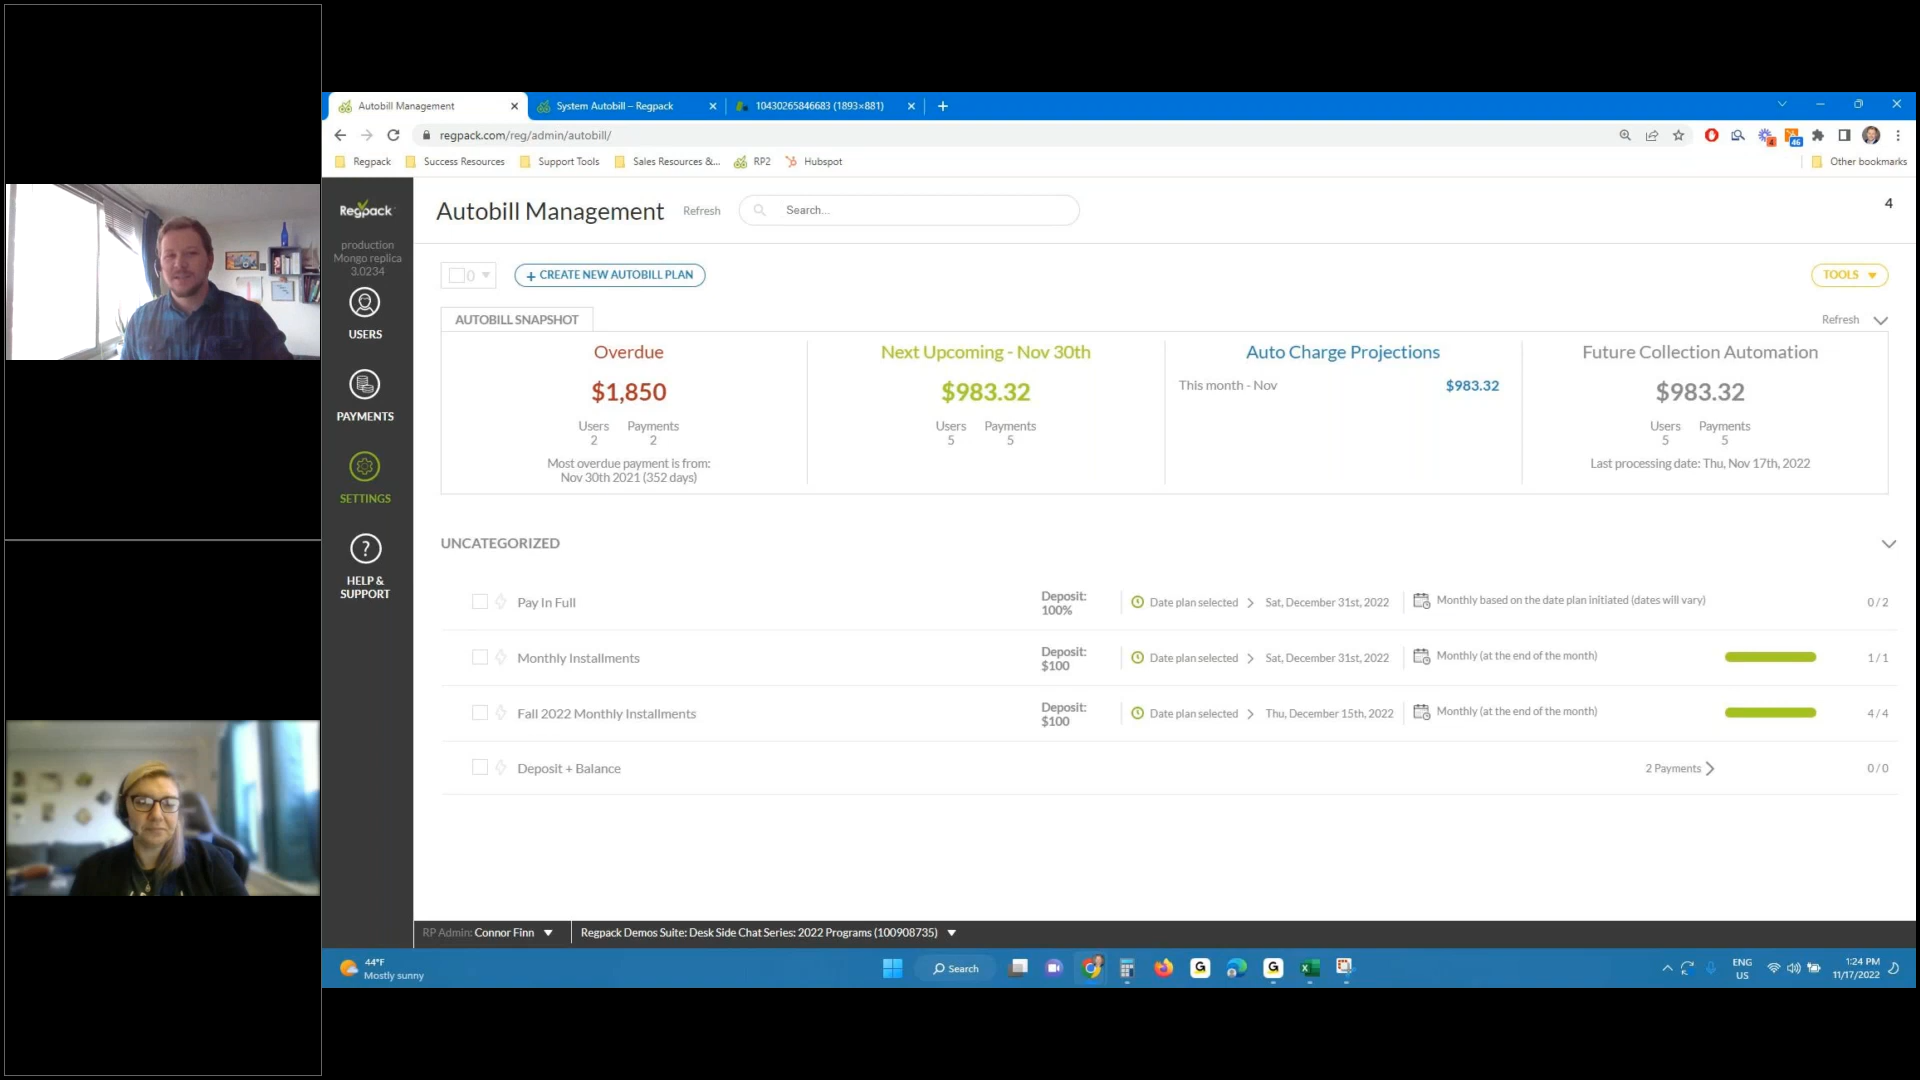 Autobill Management
System Autobill – Regpack
10430265846683 (1893×881)
regpack.com/reg/admin/autobill/
46
4
Regpack
Success Resources
Support Tools
Sales Resources &...
RP2
Hubspot
Other bookmarks
Regpack
production
Mongo replica
3.0234
USERS
PAYMENTS
SETTINGS
HELP &
SUPPORT
Autobill Management
Refresh
Search...
4
0
+ CREATE NEW AUTOBILL PLAN
TOOLS
AUTOBILL SNAPSHOT
Refresh
Overdue
$1,850
Users Payments
2 2
Most overdue payment is from:
Nov 30th 2021 (352 days)
Next Upcoming - Nov 30th
$983.32
Users Payments
5 5
Auto Charge Projections
This month - Nov $983.32
Future Collection Automation
$983.32
Users Payments
5 5
Last processing date: Thu, Nov 17th, 2022
UNCATEGORIZED
Pay In Full
Deposit:
100%
Date plan selected > Sat, December 31st, 2022
Monthly based on the date plan initiated (dates will vary)
0 / 2
Monthly Installments
Deposit:
$100
Date plan selected > Sat, December 31st, 2022
Monthly (at the end of the month)
1 / 1
Fall 2022 Monthly Installments
Deposit:
$100
Date plan selected > Thu, December 15th, 2022
Monthly (at the end of the month)
4 / 4
Deposit + Balance
2 Payments >
0 / 0
RP Admin: Connor Finn
Regpack Demos Suite: Desk Side Chat Series: 2022 Programs (100908735)
44°F
Mostly sunny
Search
ENG
US
1:24 PM
11/17/2022